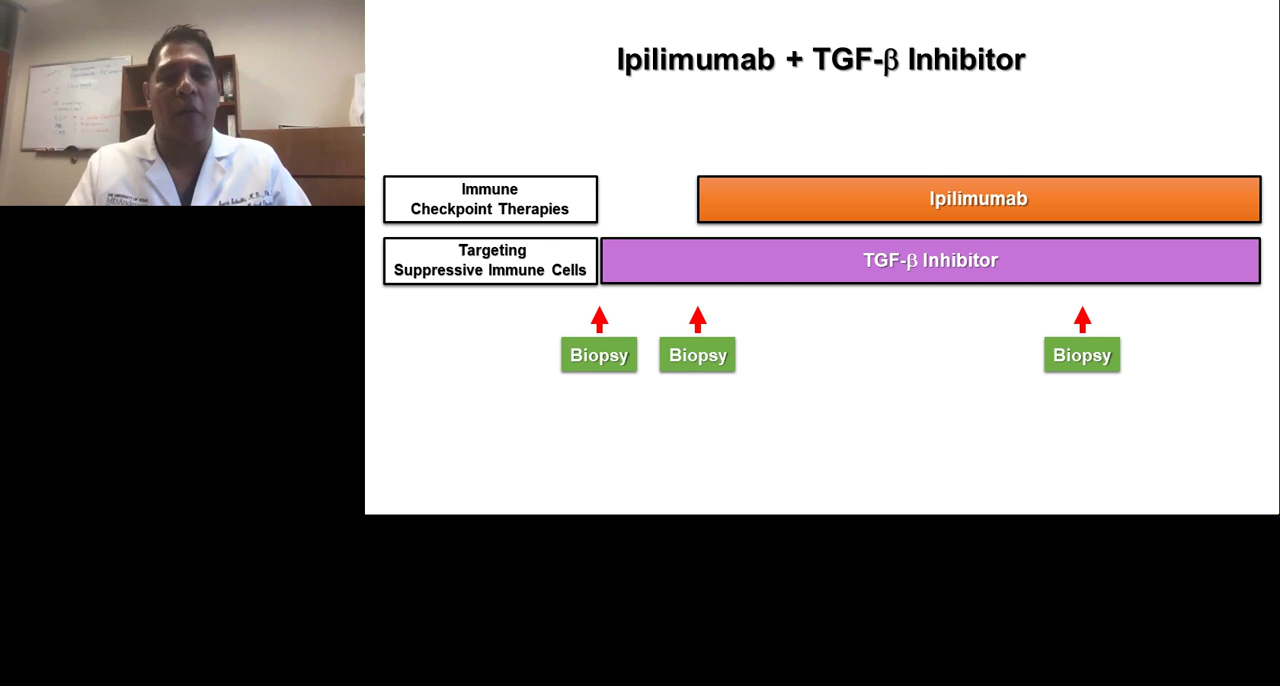 Ipilimumab + TGF-β Inhibitor
Immune
Checkpoint Therapies
Ipilimumab
Targeting
Suppressive Immune Cells
TGF-β Inhibitor
Biopsy
Biopsy
Biopsy